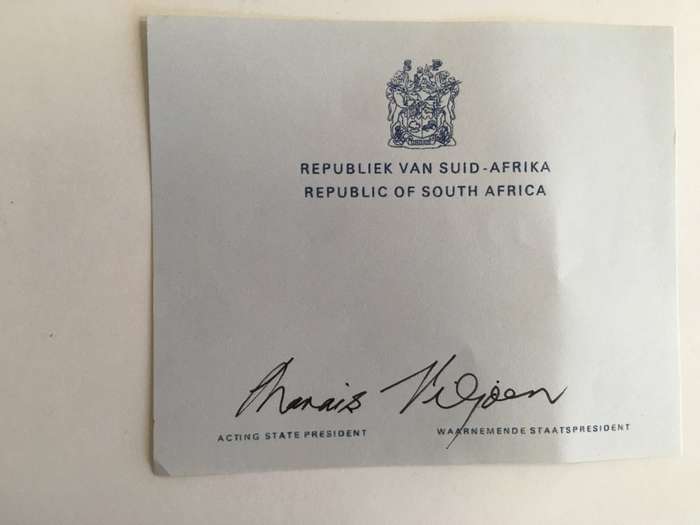 REPUBLIEK VAN SUID-AFRIKA
REPUBLIC OF SOUTH AFRICA
Marais Viljoen
ACTING STATE PRESIDENT WAARNEMENDE STAATSPRESIDENT